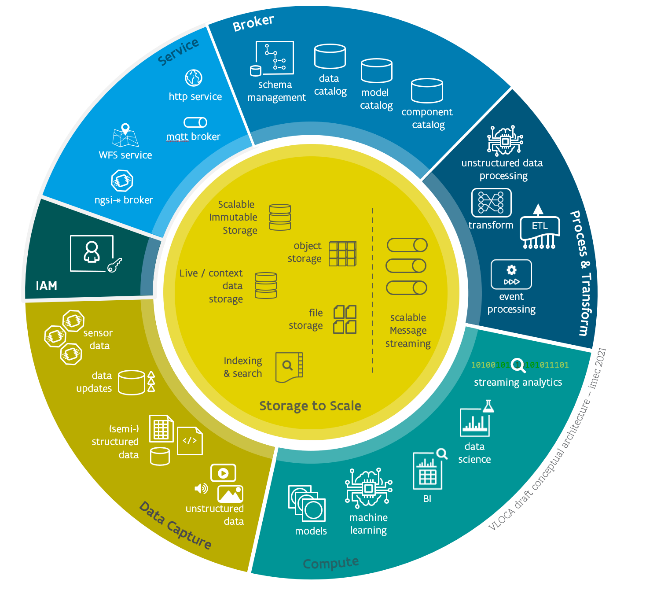 Broker
schema
management
data
catalog
model
catalog
component
catalog
Service
http service
mqtt broker
WFS service
ngsi-> broker
IAM
unstructured data
processing
transform
ETL
event
processing
Process & Transform
Scalable
Immutable
Storage
object
storage
Live / context
data
storage
file
storage
Indexing
& search
scalable
Message
streaming
Storage to Scale
sensor
data
data
updates
(semi-)
structured
data
</>
unstructured
data
Data Capture
streaming analytics
data
science
BI
machine
learning
models
Compute
VLOCA draft conceptual architecture – imec 2021